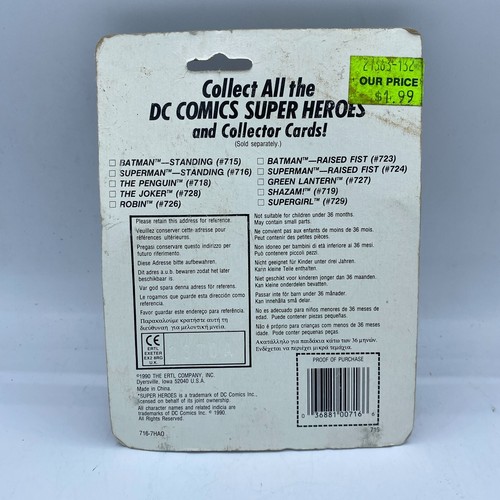 21363-132
OUR PRICE
$1.99
Collect All the
DC COMICS SUPER HEROES
and Collector Cards!
(Sold separately.)
BATMAN™—STANDING (#715)
SUPERMAN™—STANDING (#716)
THE PENGUIN™ (#718)
THE JOKER™ (#728)
ROBIN™ (#726)
BATMAN™—RAISED FIST (#723)
SUPERMAN™—RAISED FIST (#724)
GREEN LANTERN™ (#727)
SHAZAM!™ (#719)
SUPERGIRL™ (#729)
Please retain this address for reference.
Veuillez conserver cette adresse pour
références ultérieures.
Pregasi conservare questo indirizzo per
futuro riferimento.
Diese Adresse bitte aufbewahren.
Dit adres a.u.b. bewaren zodat het later
beschikbaar is.
Var god spara denna adress för referens.
Le rogamos que guarde esta dirección como
referencia.
Favor guardar este endereço para referência
Παρακαλούμε κρατήστε αυτή τη
διεύθυνση για μελοντική μνεία.
CE
ERTL
EXETER
EX2 8RG
U.K.
Not suitable for children under 36 months.
May contain small parts.
Ne convient pas aux enfants de moins de 36 mois.
Peut contenir des petites pièces.
Non idoneo per bambini di età inferiore a 36 mesi.
Può contenere piccoli pezzi.
Nicht geeignet für Kinder unter drei Jahren.
Kann kleine Teile enthalten.
Niet geschikt voor kinderen jonger dan 36 maanden.
Kan kleine onderdelen bevatten.
Passar inte för barn under 36 månader.
Kan innehålla små delar.
No es adecuado para niños menores de 36 meses de
edad. Puede contener piezas pequeñas.
Não é próprio para crianças com menos de 36 meses
idade. Pode conter pequenas peças.
Ακατάλληλο για παιδάκια κάτω των 36 μηνών.
Ενδέχεται να περιέχει μικρά τεμάχια.
©1990 THE ERTL COMPANY, INC.
Dyersville, Iowa 52040 U.S.A.
Made in China.
*SUPER HEROES is a trademark of DC Comics Inc.,
licensed on behalf of its joint ownership.
All character names and related indicia are
trademarks of DC Comics Inc. © 1990.
All Rights Reserved.
716-7HAO
PROOF OF PURCHASE
0 36881 00716 6